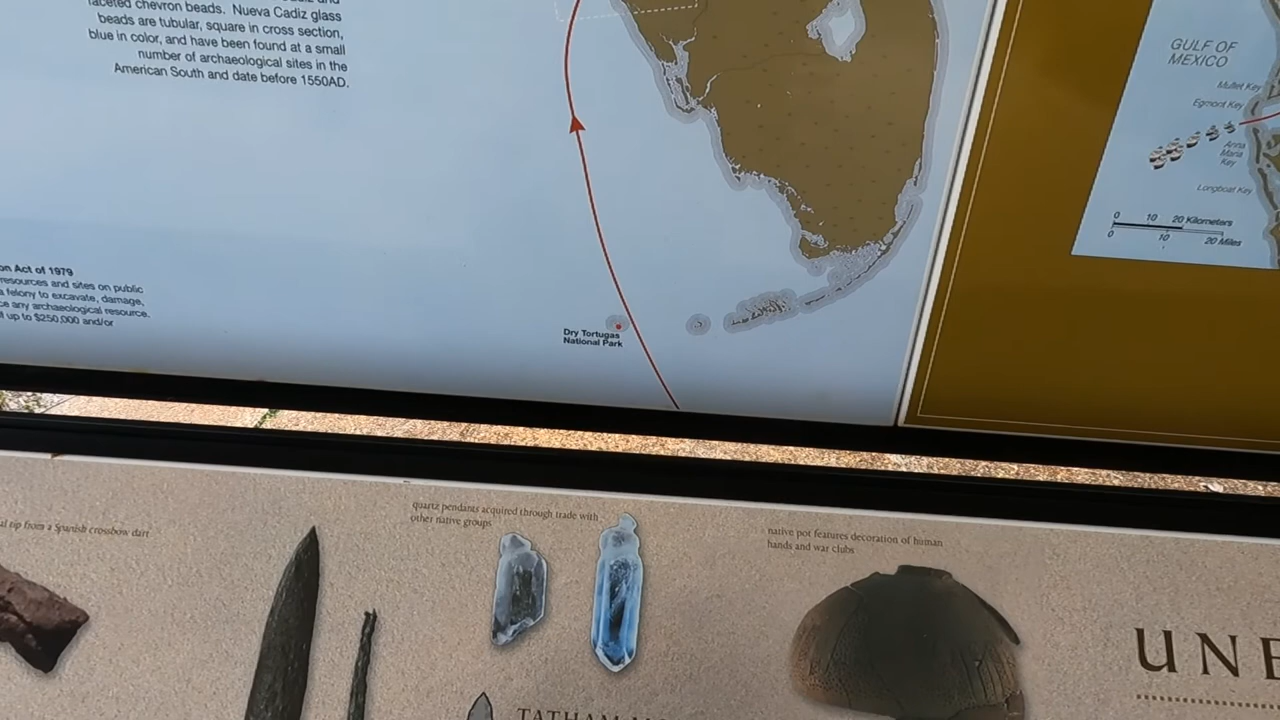 faceted chevron beads. Nueva Cadiz glass
beads are tubular, square in cross section,
blue in color, and have been found at a small
number of archaeological sites in the
American South and date before 1550AD.
on Act of 1979
resources and sites on public
a felony to excavate, damage,
ce any archaeological resource.
up to $250,000 and/or
Dry Tortugas
National Park
GULF OF
MEXICO
Mullet Key
Egmont Key
Anna
Maria
Key
Longboat Key
0 10 20 Kilometers
0 10 20 Miles
al tip from a Spanish crossbow dart
quartz pendants acquired through trade with
other native groups
native pot features decoration of human
hands and war clubs
TATHAM
UNE